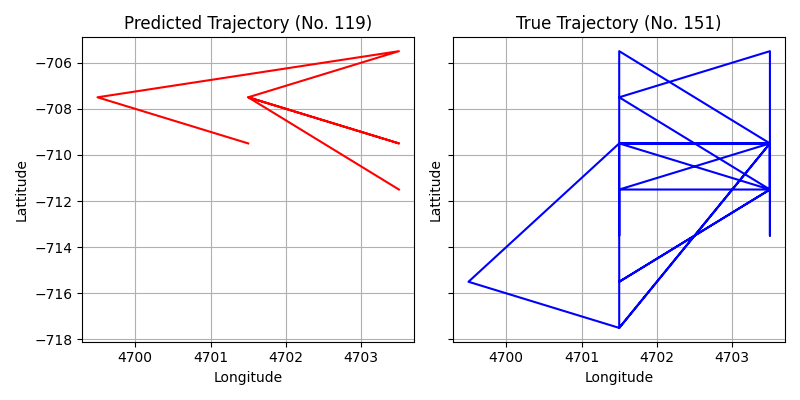 Predicted Trajectory (No. 119)
True Trajectory (No. 151)
Lattitude
−706
−708
−710
−712
−714
−716
−718
4700
4701
4702
4703
Longitude
Lattitude
4700
4701
4702
4703
Longitude